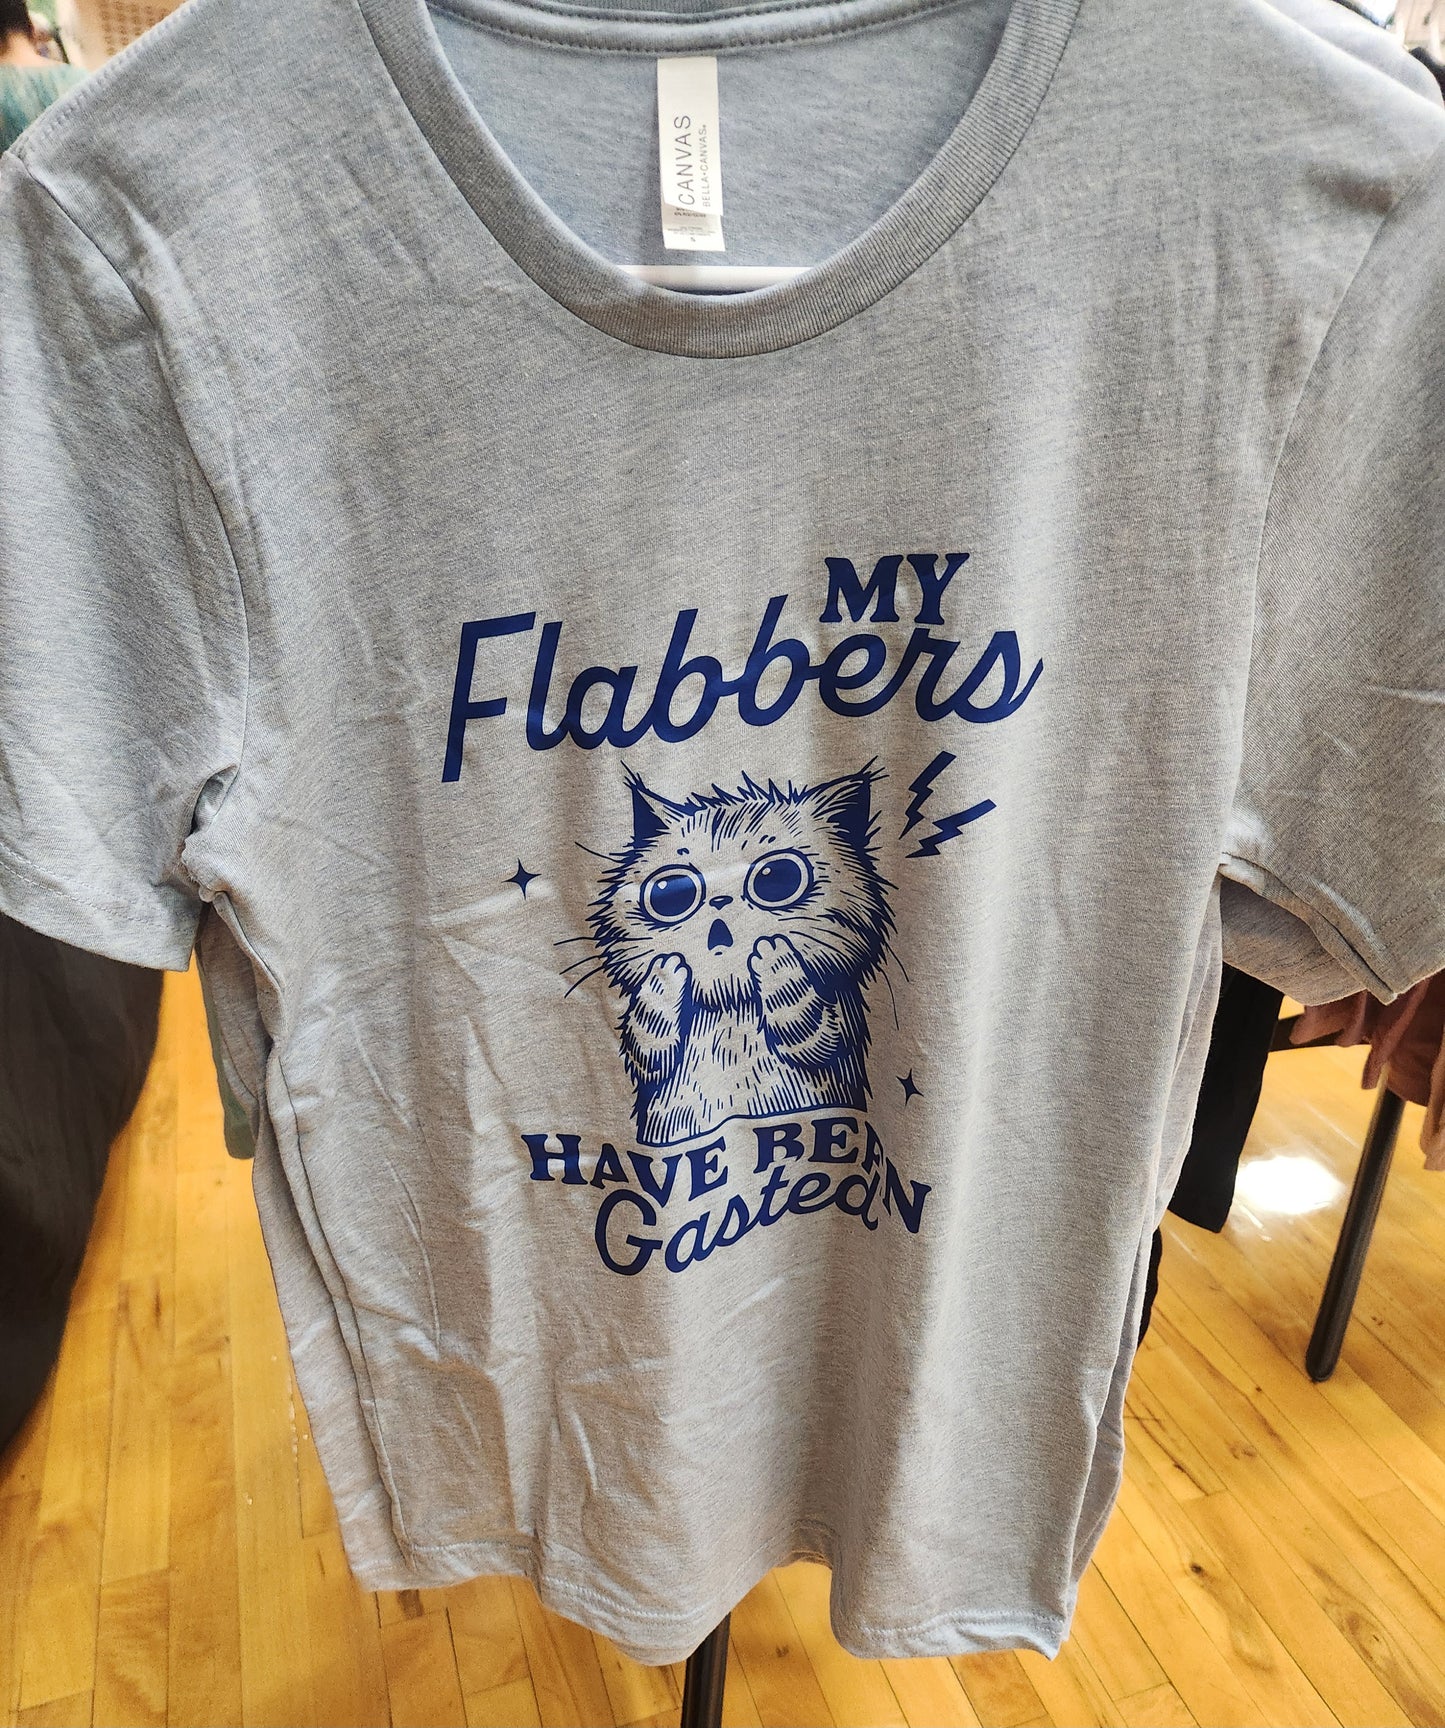 CANVAS
BELLA+CANVAS®
MY
Flabbers
HAVE BEEN
Gasted